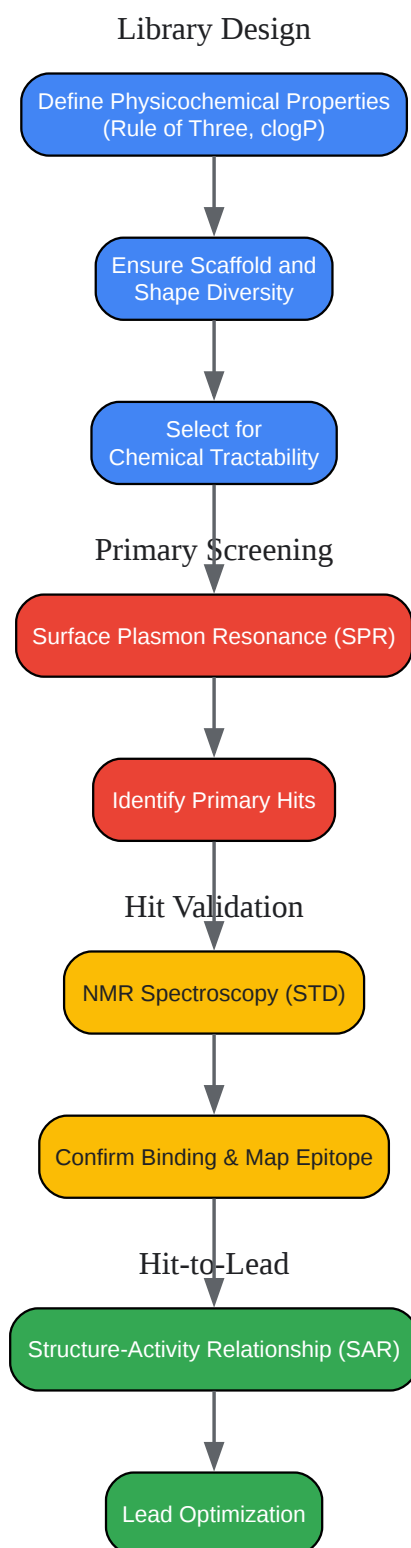 Library Design
Define Physicochemical Properties
(Rule of Three, clogP)
Ensure Scaffold and
Shape Diversity
Select for
Chemical Tractability
Primary Screening
Surface Plasmon Resonance (SPR)
Identify Primary Hits
Hit Validation
NMR Spectroscopy (STD)
Confirm Binding & Map Epitope
Hit-to-Lead
Structure-Activity Relationship (SAR)
Lead Optimization